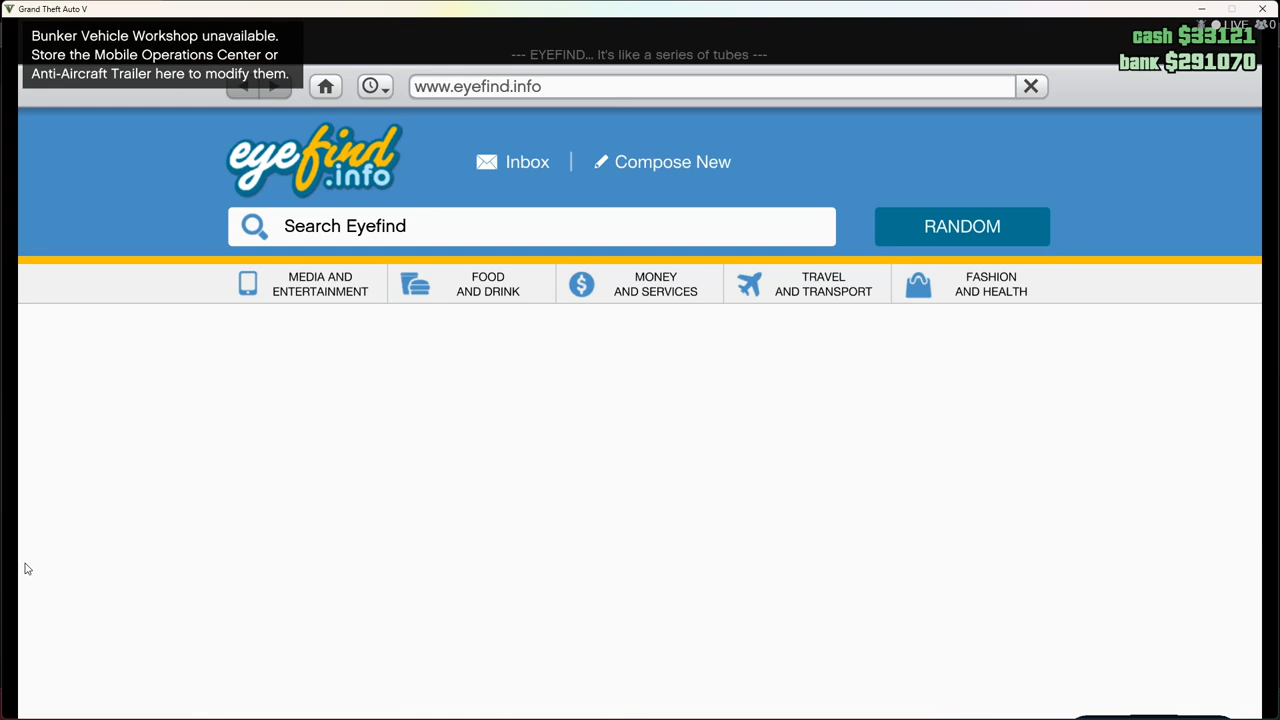 Grand Theft Auto V
Bunker Vehicle Workshop unavailable.
Store the Mobile Operations Center or
Anti-Aircraft Trailer here to modify them.
--- EYEFIND... It's like a series of tubes ---
LIVE
0
cash $33121
bank $291070
www.eyefind.info
eyefind
.info
Inbox
Compose New
Search Eyefind
RANDOM
MEDIA AND
ENTERTAINMENT
FOOD
AND DRINK
MONEY
AND SERVICES
TRAVEL
AND TRANSPORT
FASHION
AND HEALTH